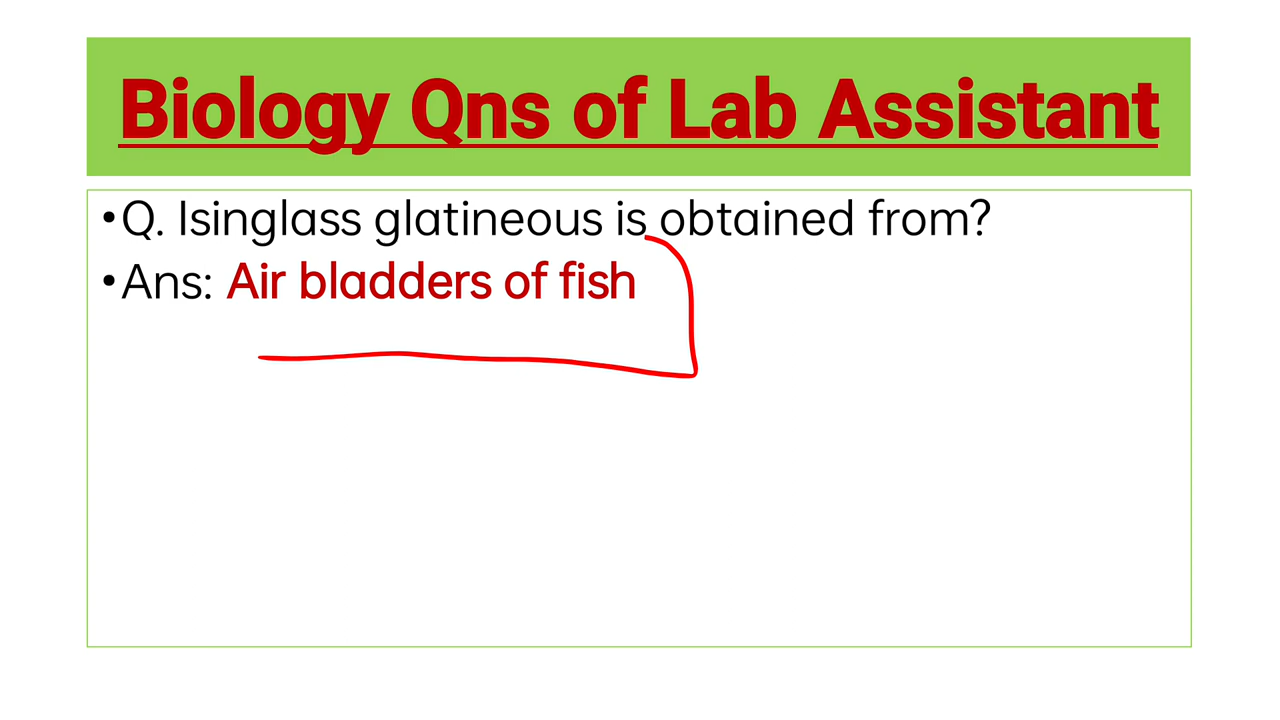 Biology Qns of Lab Assistant
•Q. Isinglass glatineous is obtained from?
•Ans: Air bladders of fish